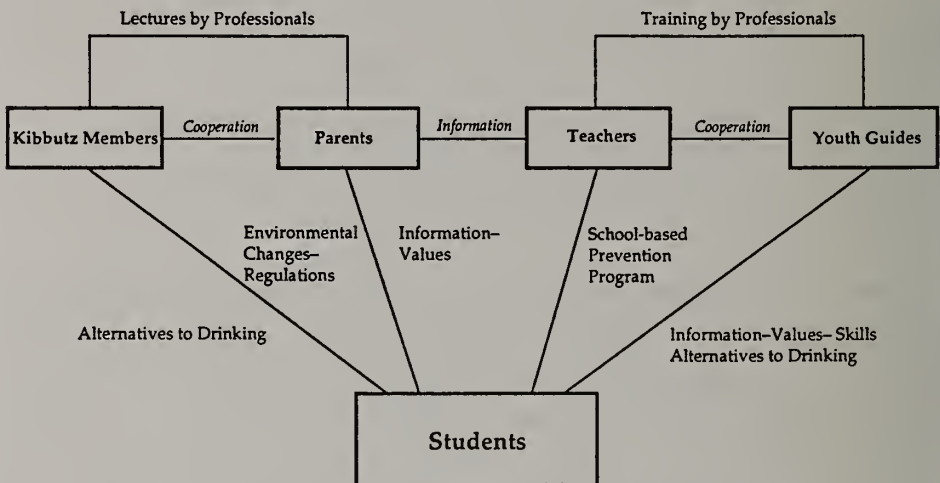 Lectures by Professionals
Training by Professionals
Kibbutz Members
Cooperation
Parents
Information
Teachers
Cooperation
Youth Guides
Environmental
Changes–
Regulations
Information–
Values
School-based
Prevention
Program
Alternatives to Drinking
Information–Values– Skills
Alternatives to Drinking
Students